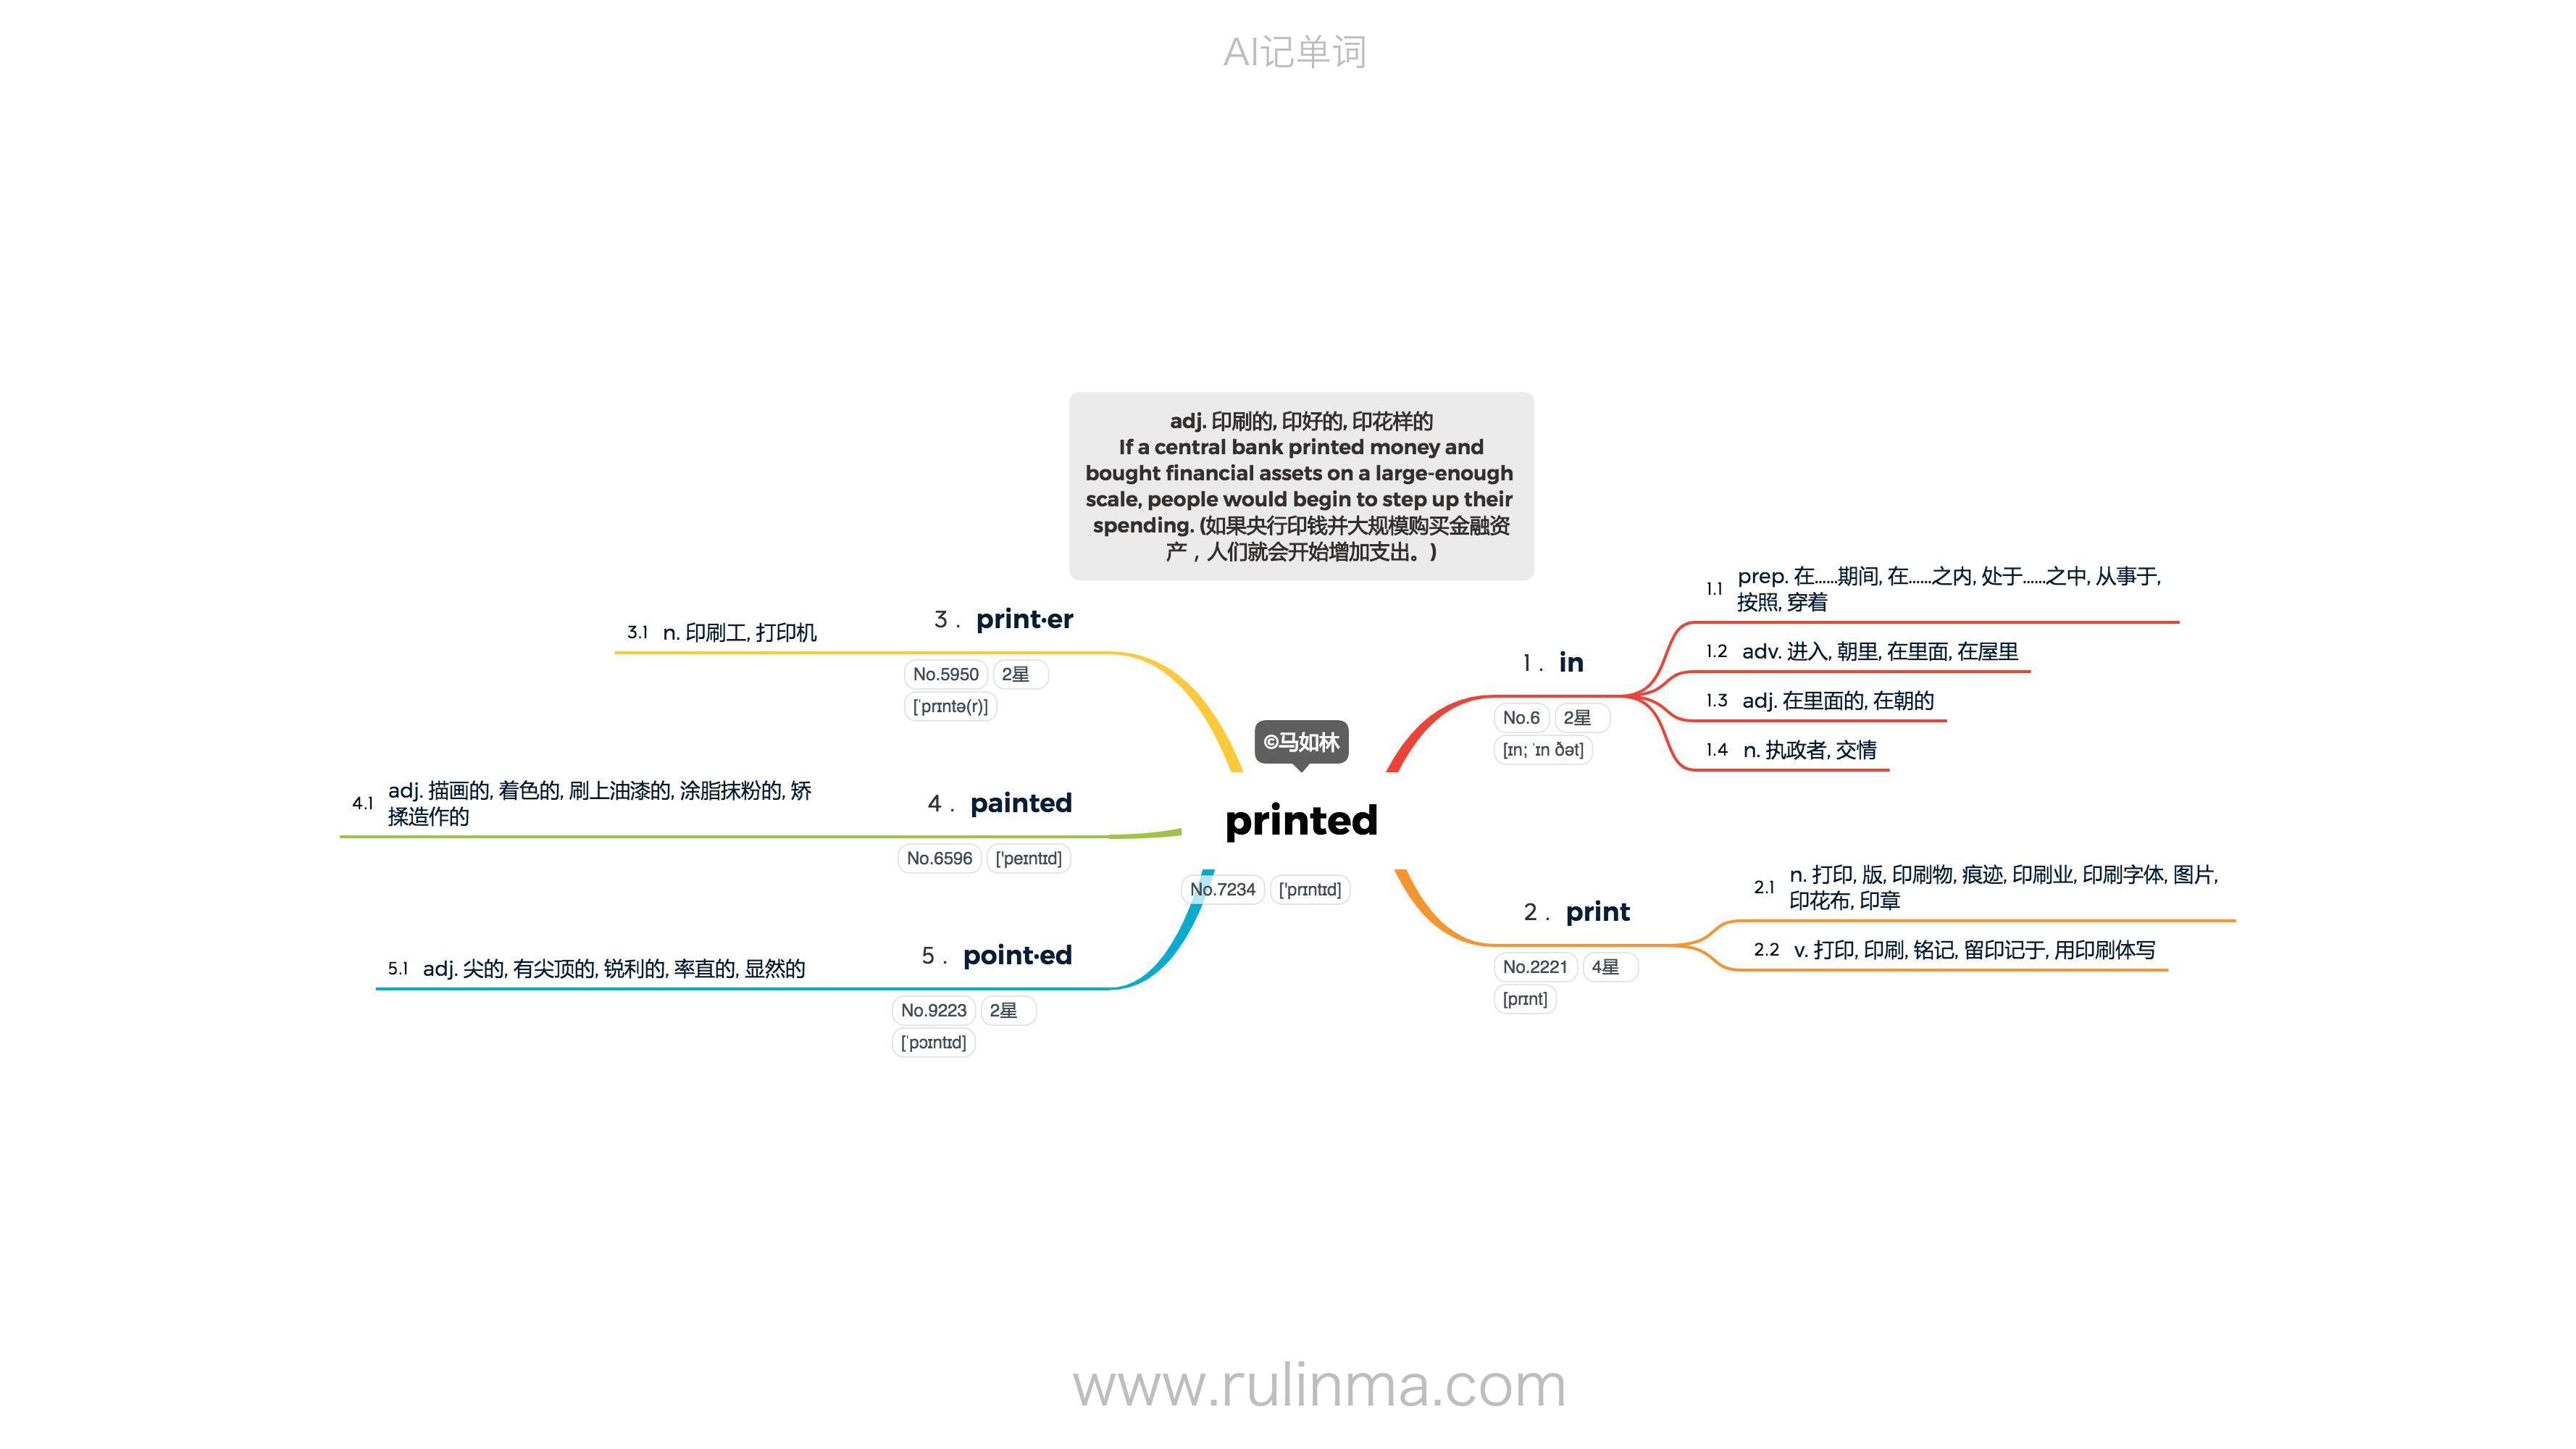 AI记单词
adj. 印刷的, 印好的, 印花样的
If a central bank printed money and
bought financial assets on a large-enough
scale, people would begin to step up their
spending. (如果央行印钱并大规模购买金融资
产，人们就会开始增加支出。)
©马如林
printed
No.7234 ['prɪntɪd]
1 . in
No.6 2星
[ɪn; ˈɪn ðət]
1.1 prep. 在……期间, 在……之内, 处于……之中, 从事于,
按照, 穿着
1.2 adv. 进入, 朝里, 在里面, 在屋里
1.3 adj. 在里面的, 在朝的
1.4 n. 执政者, 交情
2 . print
No.2221 4星
[prɪnt]
2.1 n. 打印, 版, 印刷物, 痕迹, 印刷业, 印刷字体, 图片,
印花布, 印章
2.2 v. 打印, 印刷, 铭记, 留印记于, 用印刷体写
3 . print·er
No.5950 2星
[ˈprɪntə(r)]
3.1 n. 印刷工, 打印机
4 . painted
No.6596 ['peɪntɪd]
4.1 adj. 描画的, 着色的, 刷上油漆的, 涂脂抹粉的, 矫
揉造作的
5 . point·ed
No.9223 2星
[ˈpɔɪntɪd]
5.1 adj. 尖的, 有尖顶的, 锐利的, 率直的, 显然的
www.rulinma.com